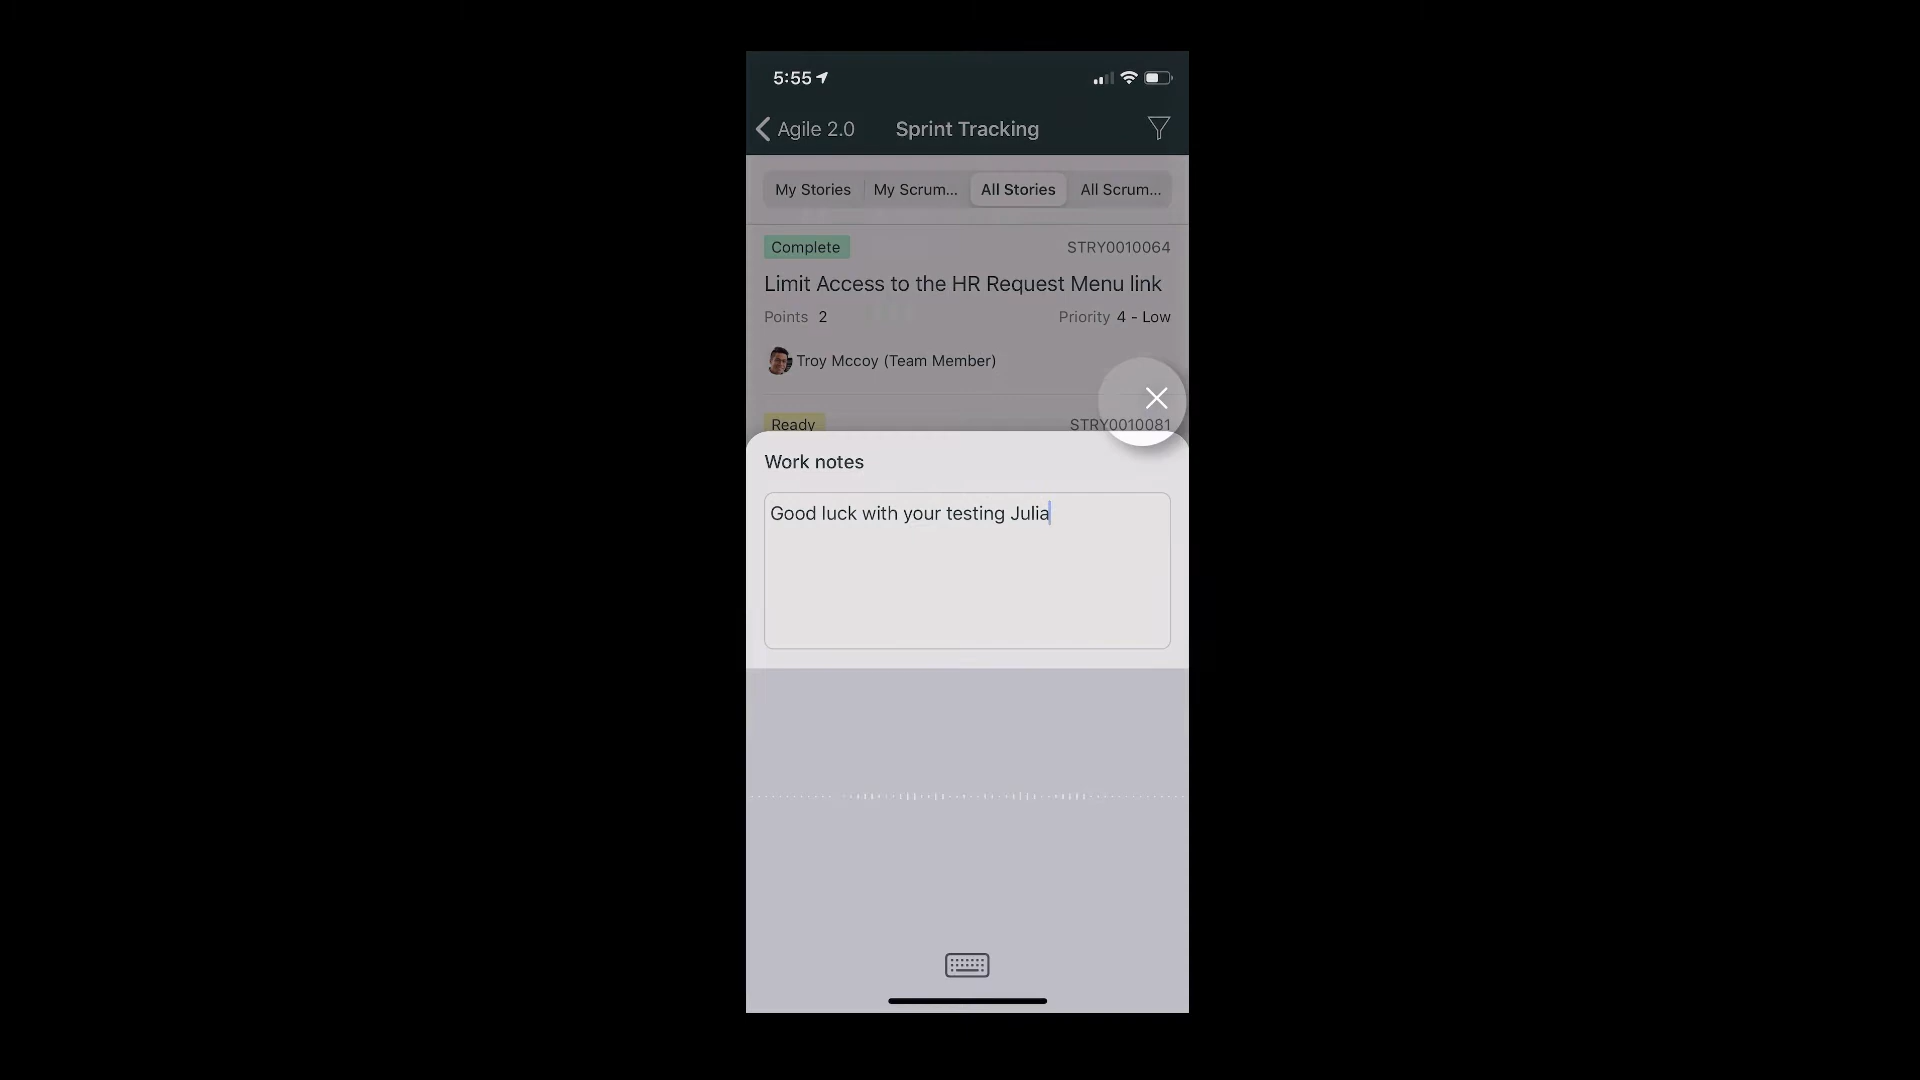 5:55
Agile 2.0
Sprint Tracking
My Stories
My Scrum...
All Stories
All Scrum...
Complete
STRY0010064
Limit Access to the HR Request Menu link
Points 2
Priority 4 - Low
Troy Mccoy (Team Member)
Ready
STRY0010081
Work notes
Good luck with your testing Julia